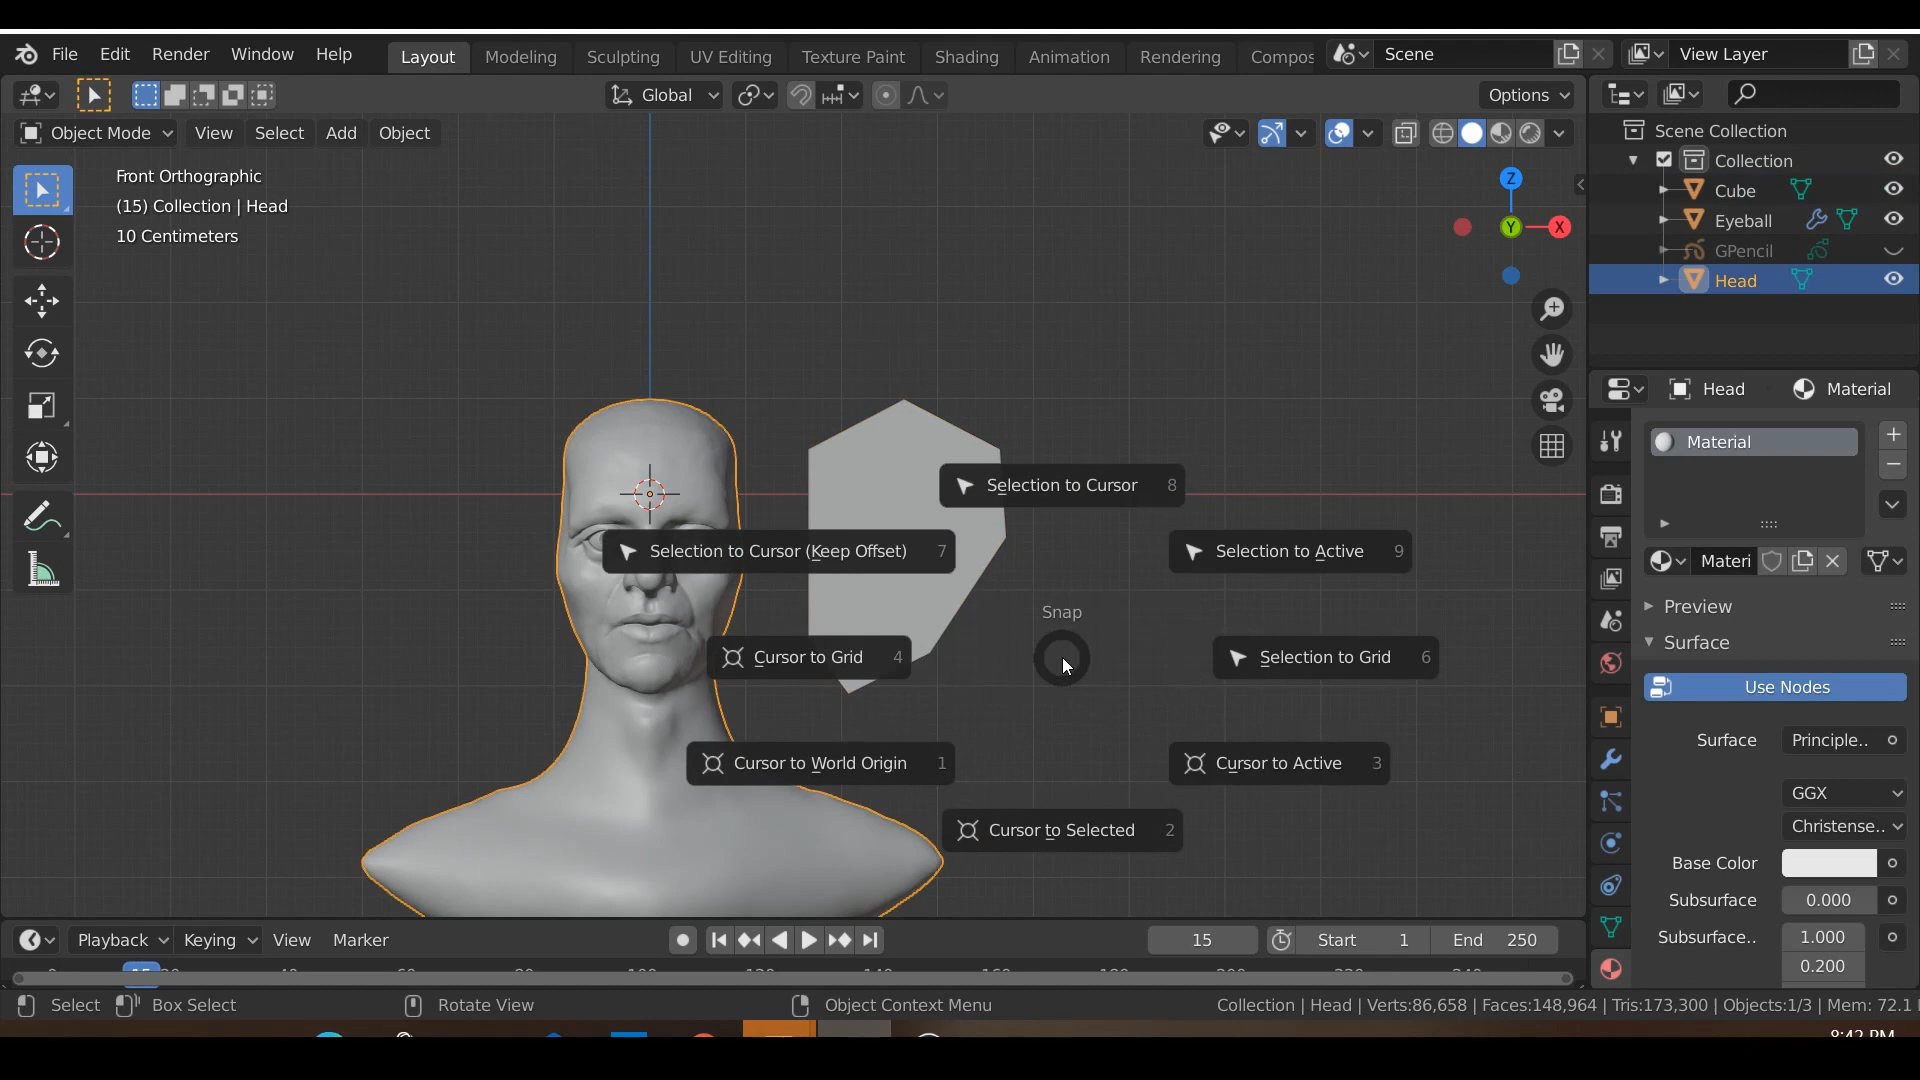 File Edit Render Window Help Layout Modeling Sculpting UV Editing Texture Paint Shading Animation Rendering Compos Scene View Layer
Global Options
Object Mode View Select Add Object
Front Orthographic
(15) Collection | Head
10 Centimeters
Z
Y
X
Scene Collection
Collection
Cube
Eyeball
GPencil
Head
Head Material
Material
Materi
Preview
Surface
Use Nodes
Surface Principle..
GGX
Christense..
Base Color
Subsurface 0.000
Subsurface.. 1.000
0.200
Selection to Cursor 8
Selection to Cursor (Keep Offset) 7
Selection to Active 9
Snap
Cursor to Grid 4
Selection to Grid 6
Cursor to World Origin 1
Cursor to Active 3
Cursor to Selected 2
Playback Keying View Marker 15 Start 1 End 250
Select Box Select Rotate View Object Context Menu Collection | Head | Verts:86,658 | Faces:148,964 | Tris:173,300 | Objects:1/3 | Mem: 72.1
8:42 PM